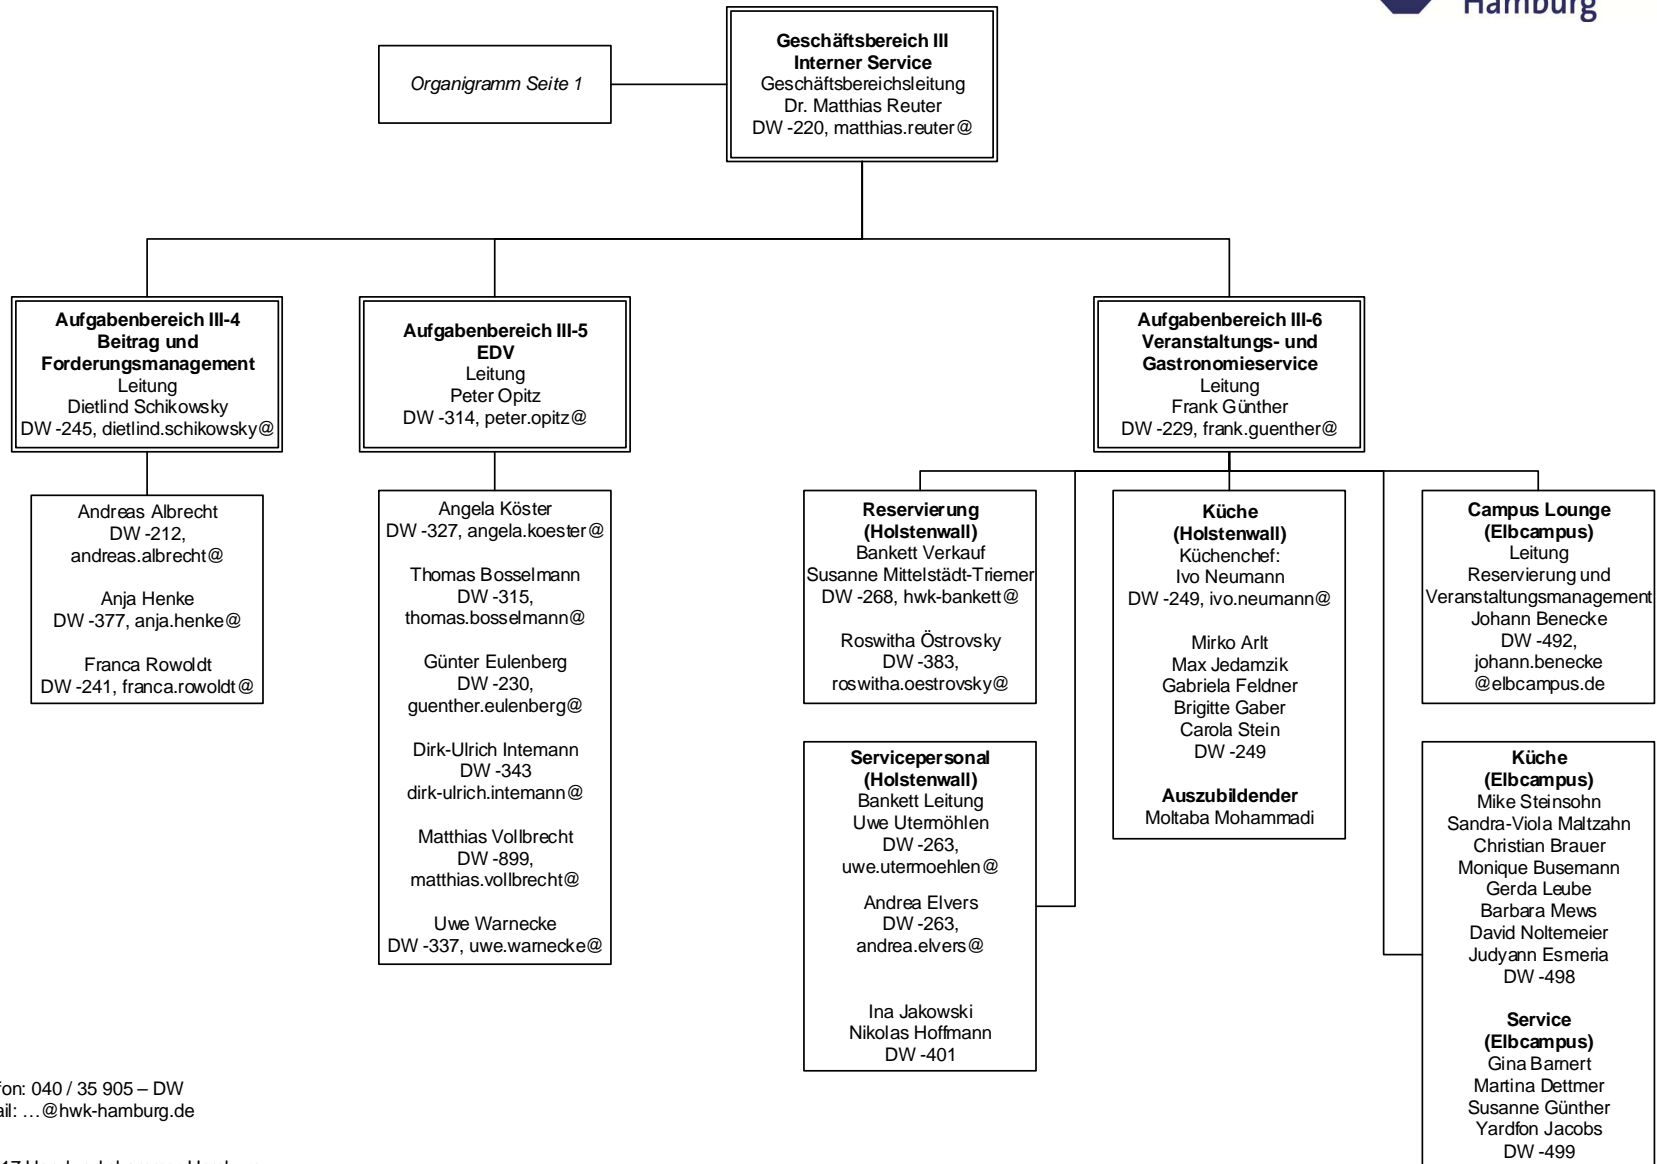 Hamburg
Organigramm Seite 1
Geschäftsbereich III
Interner Service
Geschäftsbereichsleitung
Dr. Matthias Reuter
DW -220, matthias.reuter@
Aufgabenbereich III-4
Beitrag und
Forderungsmanagement
Leitung
Dietlind Schikowsky
DW -245, dietlind.schikowsky@
Andreas Albrecht
DW -212,
andreas.albrecht@
Anja Henke
DW -377, anja.henke@
Franca Rowoldt
DW -241, franca.rowoldt@
Aufgabenbereich III-5
EDV
Leitung
Peter Opitz
DW -314, peter.opitz@
Angela Köster
DW -327, angela.koester@
Thomas Bosselmann
DW -315,
thomas.bosselmann@
Günter Eulenberg
DW -230,
guenther.eulenberg@
Dirk-Ulrich Intemann
DW -343
dirk-ulrich.intemann@
Matthias Vollbrecht
DW -899,
matthias.vollbrecht@
Uwe Warnecke
DW -337, uwe.warnecke@
Aufgabenbereich III-6
Veranstaltungs- und
Gastronomieservice
Leitung
Frank Günther
DW -229, frank.guenther@
Reservierung
(Holstenwall)
Bankett Verkauf
Susanne Mittelstädt-Triemer
DW -268, hwk-bankett@
Roswitha Östrovsky
DW -383,
roswitha.oestrovsky@
Servicepersonal
(Holstenwall)
Bankett Leitung
Uwe Utermöhlen
DW -263,
uwe.utermoehlen@
Andrea Elvers
DW -263,
andrea.elvers@
Ina Jakowski
Nikolas Hoffmann
DW -401
Küche
(Holstenwall)
Küchenchef:
Ivo Neumann
DW -249, ivo.neumann@
Mirko Arlt
Max Jedamzik
Gabriela Feldner
Brigitte Gaber
Carola Stein
DW -249
Auszubildender
Moltaba Mohammadi
Campus Lounge
(Elbcampus)
Leitung
Reservierung und
Veranstaltungsmanagement
Johann Benecke
DW -492,
johann.benecke
@elbcampus.de
Küche
(Elbcampus)
Mike Steinsohn
Sandra-Viola Maltzahn
Christian Brauer
Monique Busemann
Gerda Leube
Barbara Mews
David Noltemeier
Judyann Esmeria
DW -498
Service
(Elbcampus)
Gina Barnert
Martina Dettmer
Susanne Günther
Yardfon Jacobs
DW -499
fon: 040 / 35 905 – DW
ail: …@hwk-hamburg.de